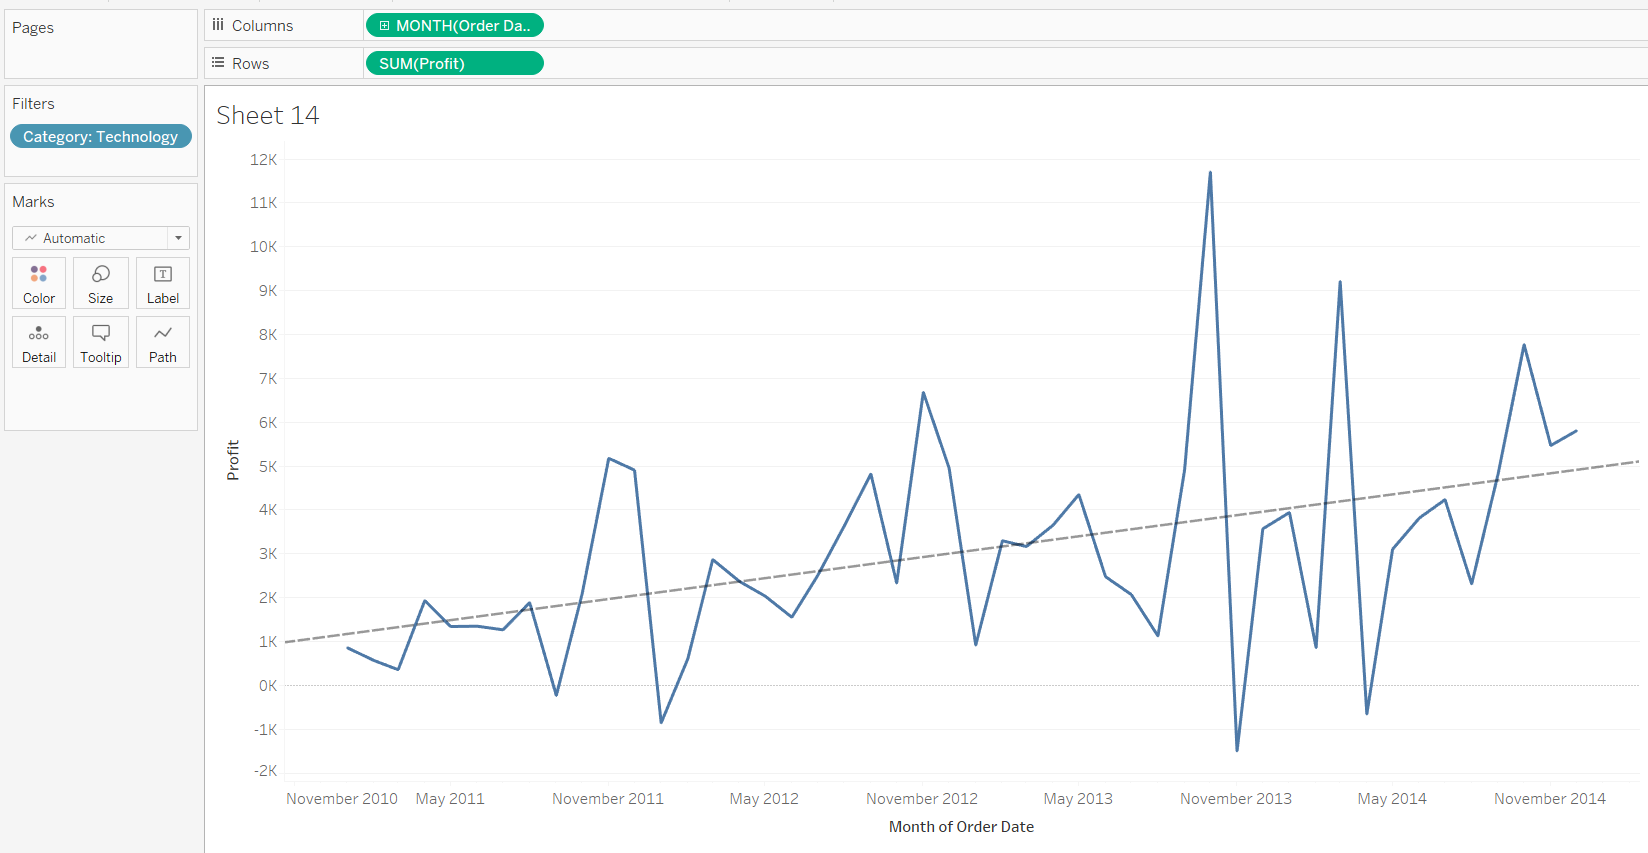 Pages
Columns
MONTH(Order Da..
Rows
SUM(Profit)
Filters
Category: Technology
Marks
Automatic
Color
Size
T
Label
Detail
Tooltip
Path
Sheet 14
12K
11K
10K
9K
8K
7K
6K
5K
4K
3K
2K
1K
0K
-1K
-2K
Profit
November 2010
May 2011
November 2011
May 2012
November 2012
May 2013
November 2013
May 2014
November 2014
Month of Order Date